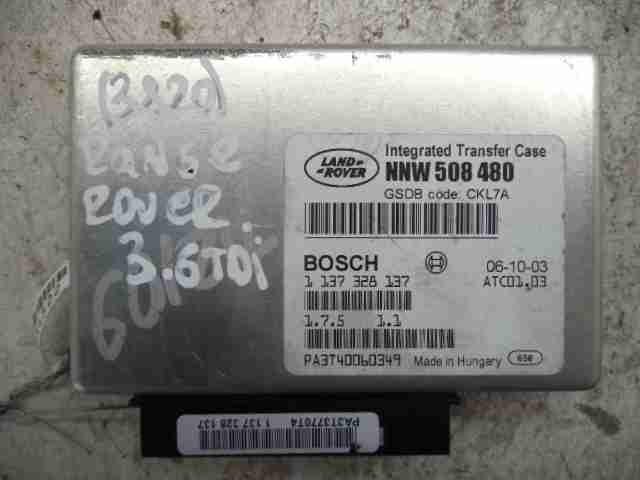 (3220)
RANGE
ROVER
3.6TDi
LAND
ROVER
Integrated Transfer Case
NNW 508 480
GSDB code: CKL7A
BOSCH
06-10-03
1 137 328 137
ATC01.03
1.7.5 1.1
PA3T40060349
Made in Hungary
650
PA3T3770T4 1 137 328 137